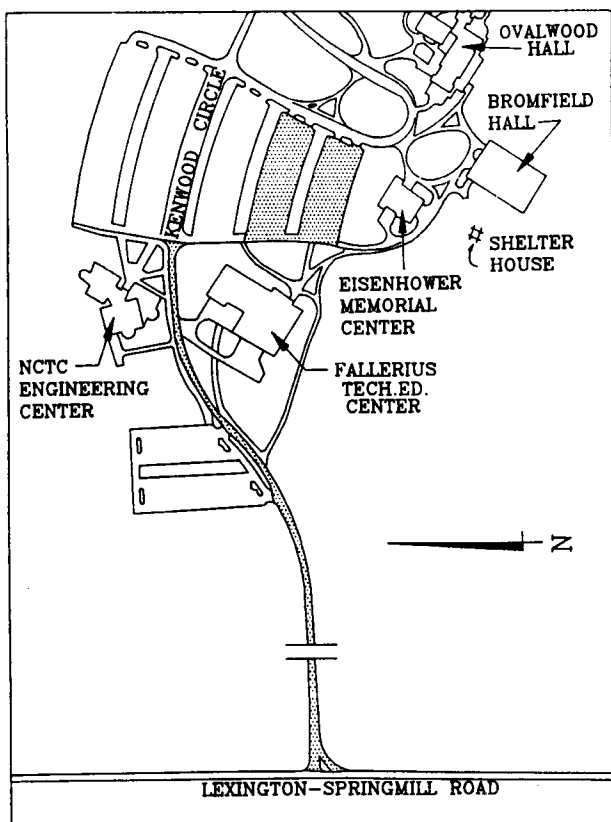 OVALWOOD
HALL
BROMFIELD
HALL
KENWOOD CIRCLE
SHELTER
HOUSE
EISENHOWER
MEMORIAL
CENTER
NCTC
ENGINEERING
CENTER
FALLERIUS
TECH.ED.
CENTER
N
LEXINGTON-SPRINGMILL ROAD